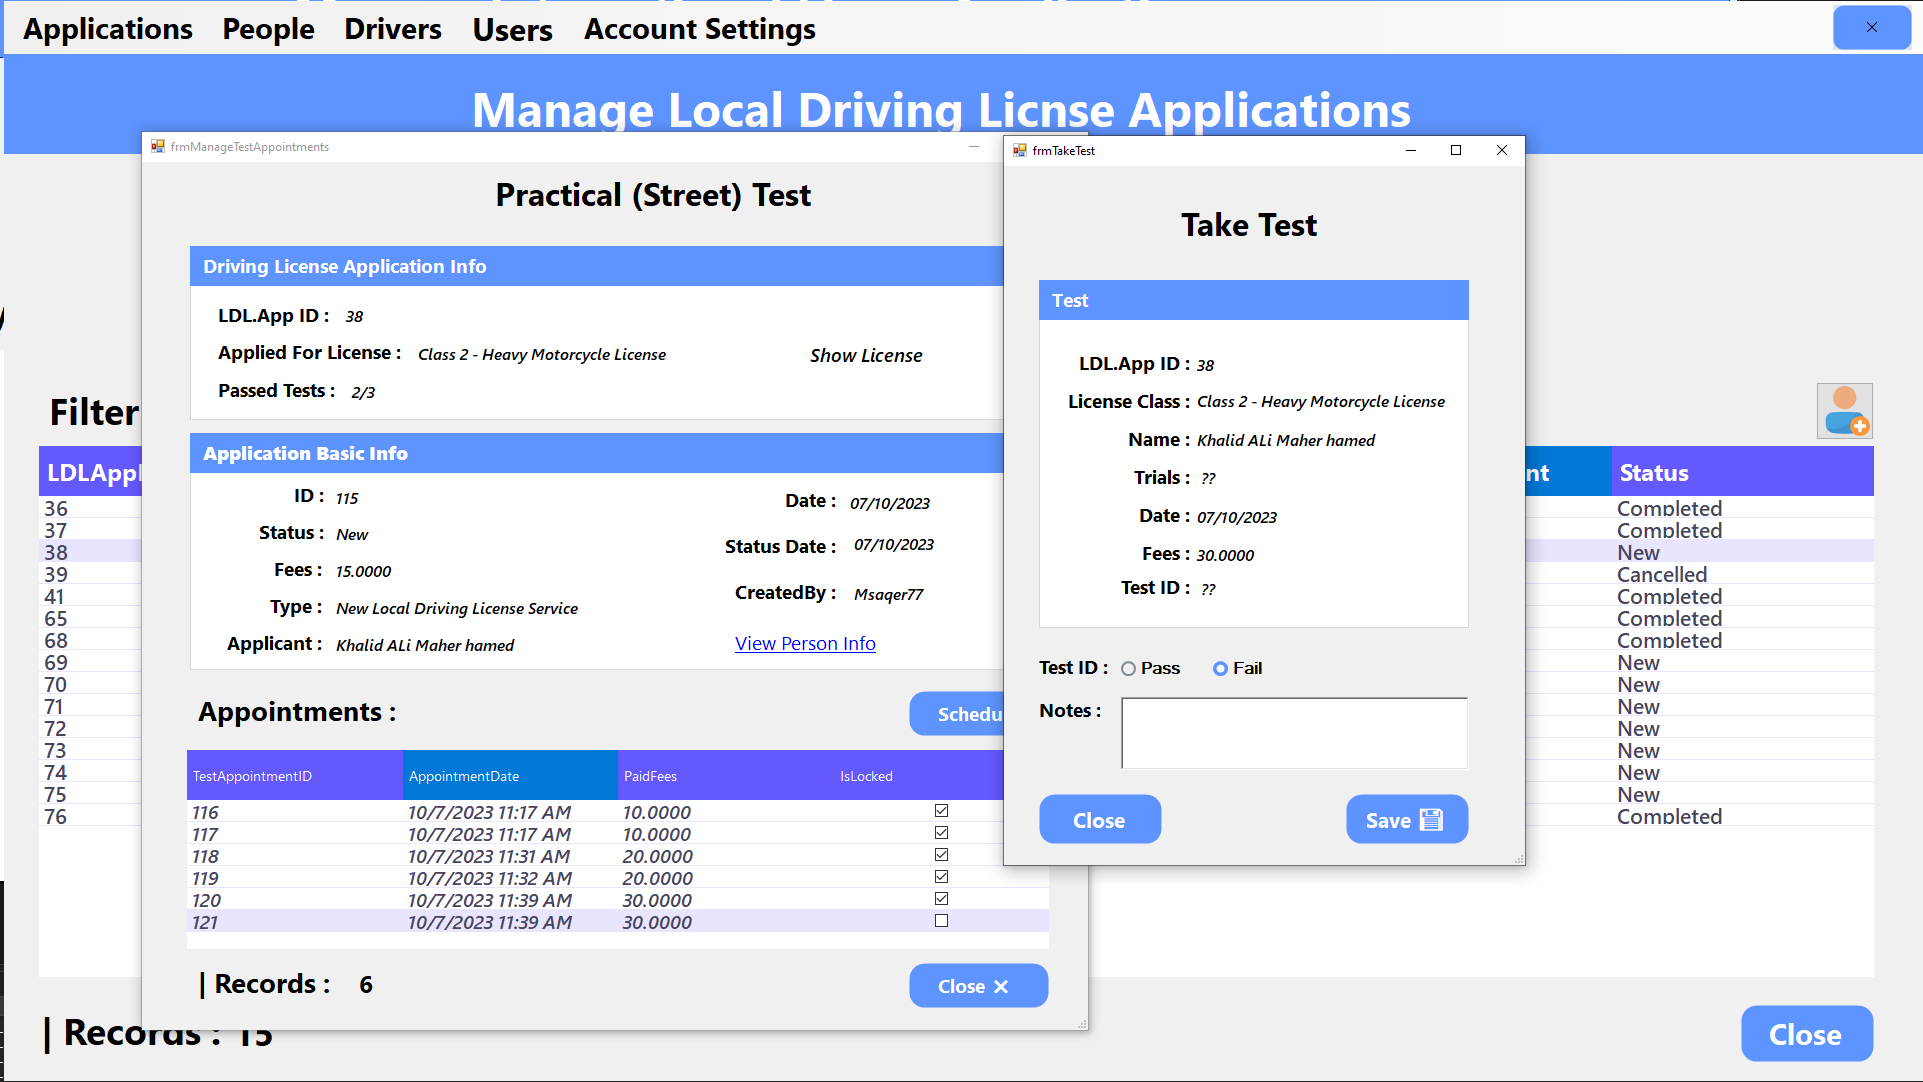 Applications People Drivers Users Account Settings
Manage Local Driving Licnse Applications
frmManageTestAppointments
Practical (Street) Test
Driving License Application Info
LDL.App ID : 38
Applied For License : Class 2 - Heavy Motorcycle License
Show License
Passed Tests : 2/3
Application Basic Info
ID : 115
Date : 07/10/2023
Status : New
Status Date : 07/10/2023
Fees : 15.0000
CreatedBy : Msaqer77
Type : New Local Driving License Service
Applicant : Khalid ALi Maher hamed
View Person Info
Appointments :
Schedu
TestAppointmentID AppointmentDate PaidFees IsLocked
116 10/7/2023 11:17 AM 10.0000
117 10/7/2023 11:17 AM 10.0000
118 10/7/2023 11:31 AM 20.0000
119 10/7/2023 11:32 AM 20.0000
120 10/7/2023 11:39 AM 30.0000
121 10/7/2023 11:39 AM 30.0000
| Records : 6
Close
frmTakeTest
Take Test
Test
LDL.App ID : 38
License Class : Class 2 - Heavy Motorcycle License
Name : Khalid ALi Maher hamed
Trials : ??
Date : 07/10/2023
Fees : 30.0000
Test ID : ??
Test ID : Pass Fail
Notes :
Close
Save
Filter
LDLAppl
nt
Status
36 Completed
37 Completed
38 New
39 Cancelled
41 Completed
65 Completed
68 Completed
69 New
70 New
71 New
72 New
73 New
74 New
75 New
76 Completed
| Records : 15
Close